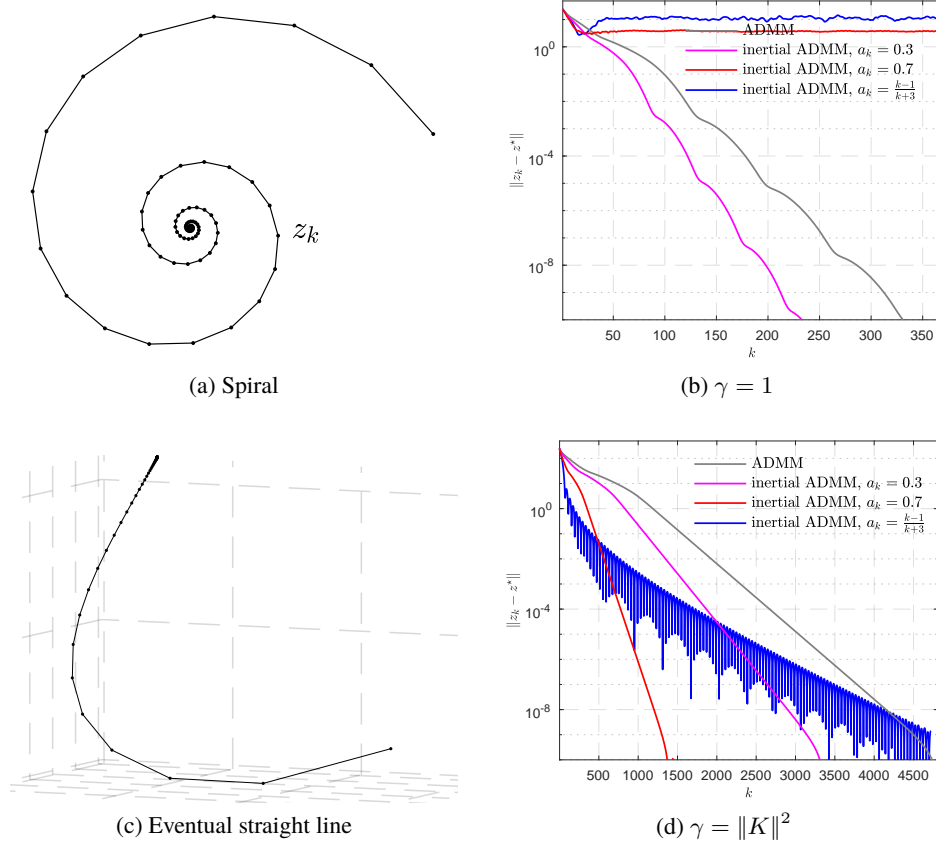 z_k
(a) Spiral
10^0
10^{-4}
10^{-8}
‖z_k − z*‖
ADMM
inertial ADMM, a_k = 0.3
inertial ADMM, a_k = 0.7
inertial ADMM, a_k = \frac{k−1}{k+3}
50 100 150 200 250 300 350
k
(b) γ = 1
(c) Eventual straight line
10^0
10^{-4}
10^{-8}
‖z_k − z*‖
ADMM
inertial ADMM, a_k = 0.3
inertial ADMM, a_k = 0.7
inertial ADMM, a_k = \frac{k−1}{k+3}
500 1000 1500 2000 2500 3000 3500 4000 4500
k
(d) γ = ‖K‖²